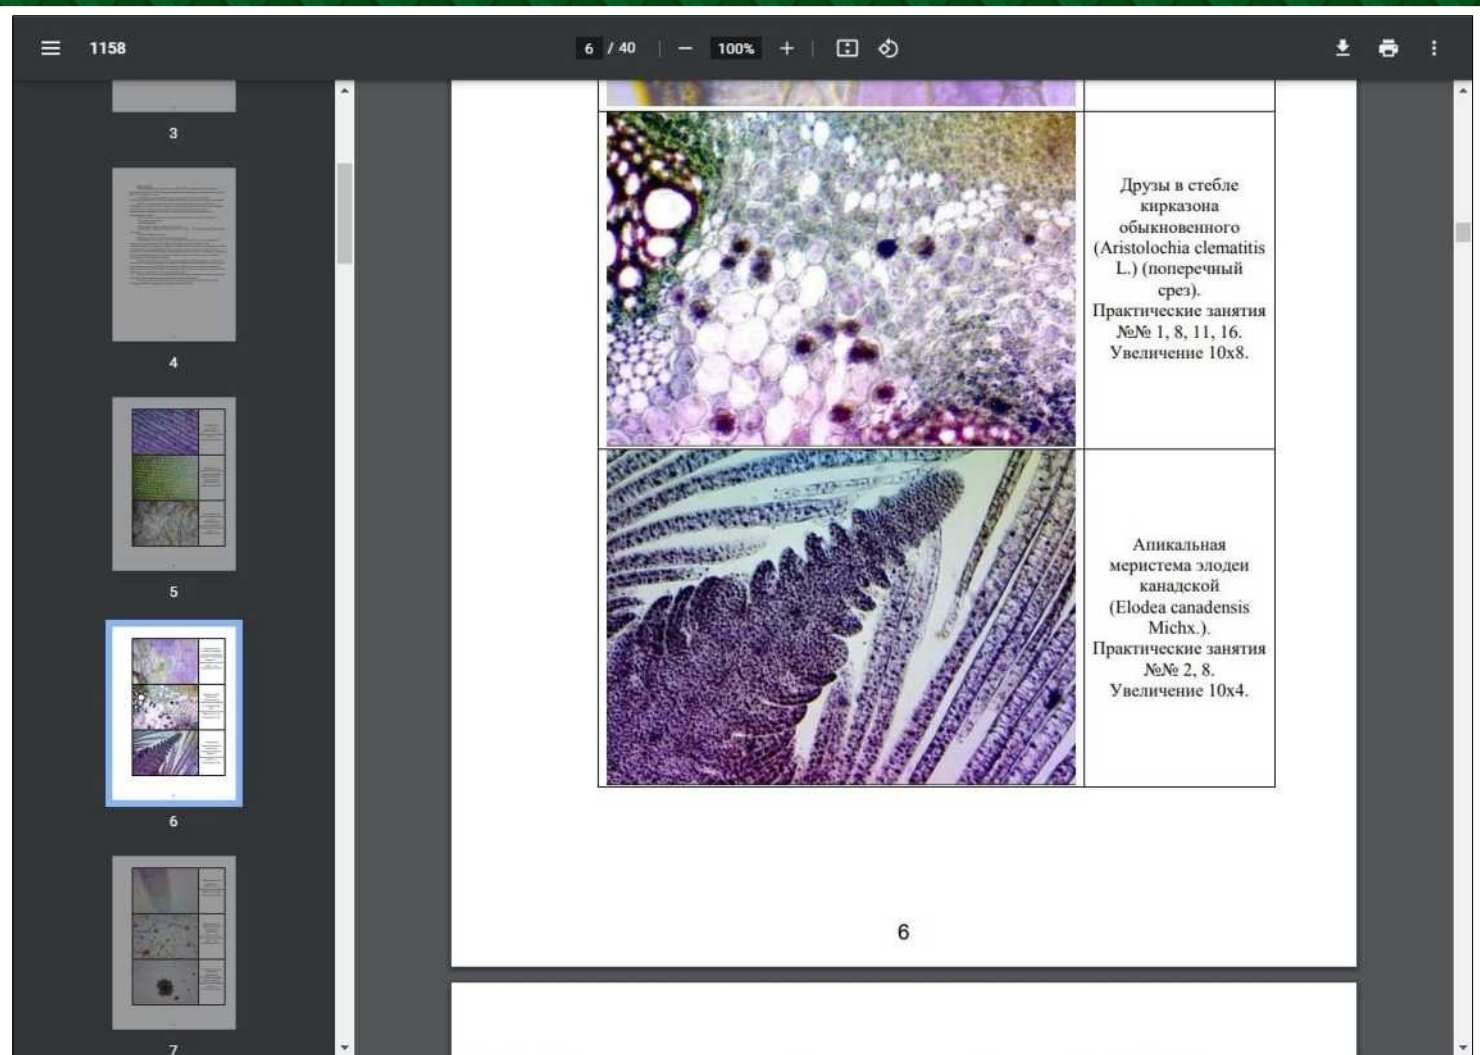 1158
6 / 40
100%
3
4
5
6
7
Друзы в стебле
кирказона
обыкновенного
(Aristolochia clematitis
L.) (поперечный
срез).
Практические занятия
№№ 1, 8, 11, 16.
Увеличение 10х8.
Апикальная
меристема элодеи
канадской
(Elodea canadensis
Michx.).
Практические занятия
№№ 2, 8.
Увеличение 10х4.
6